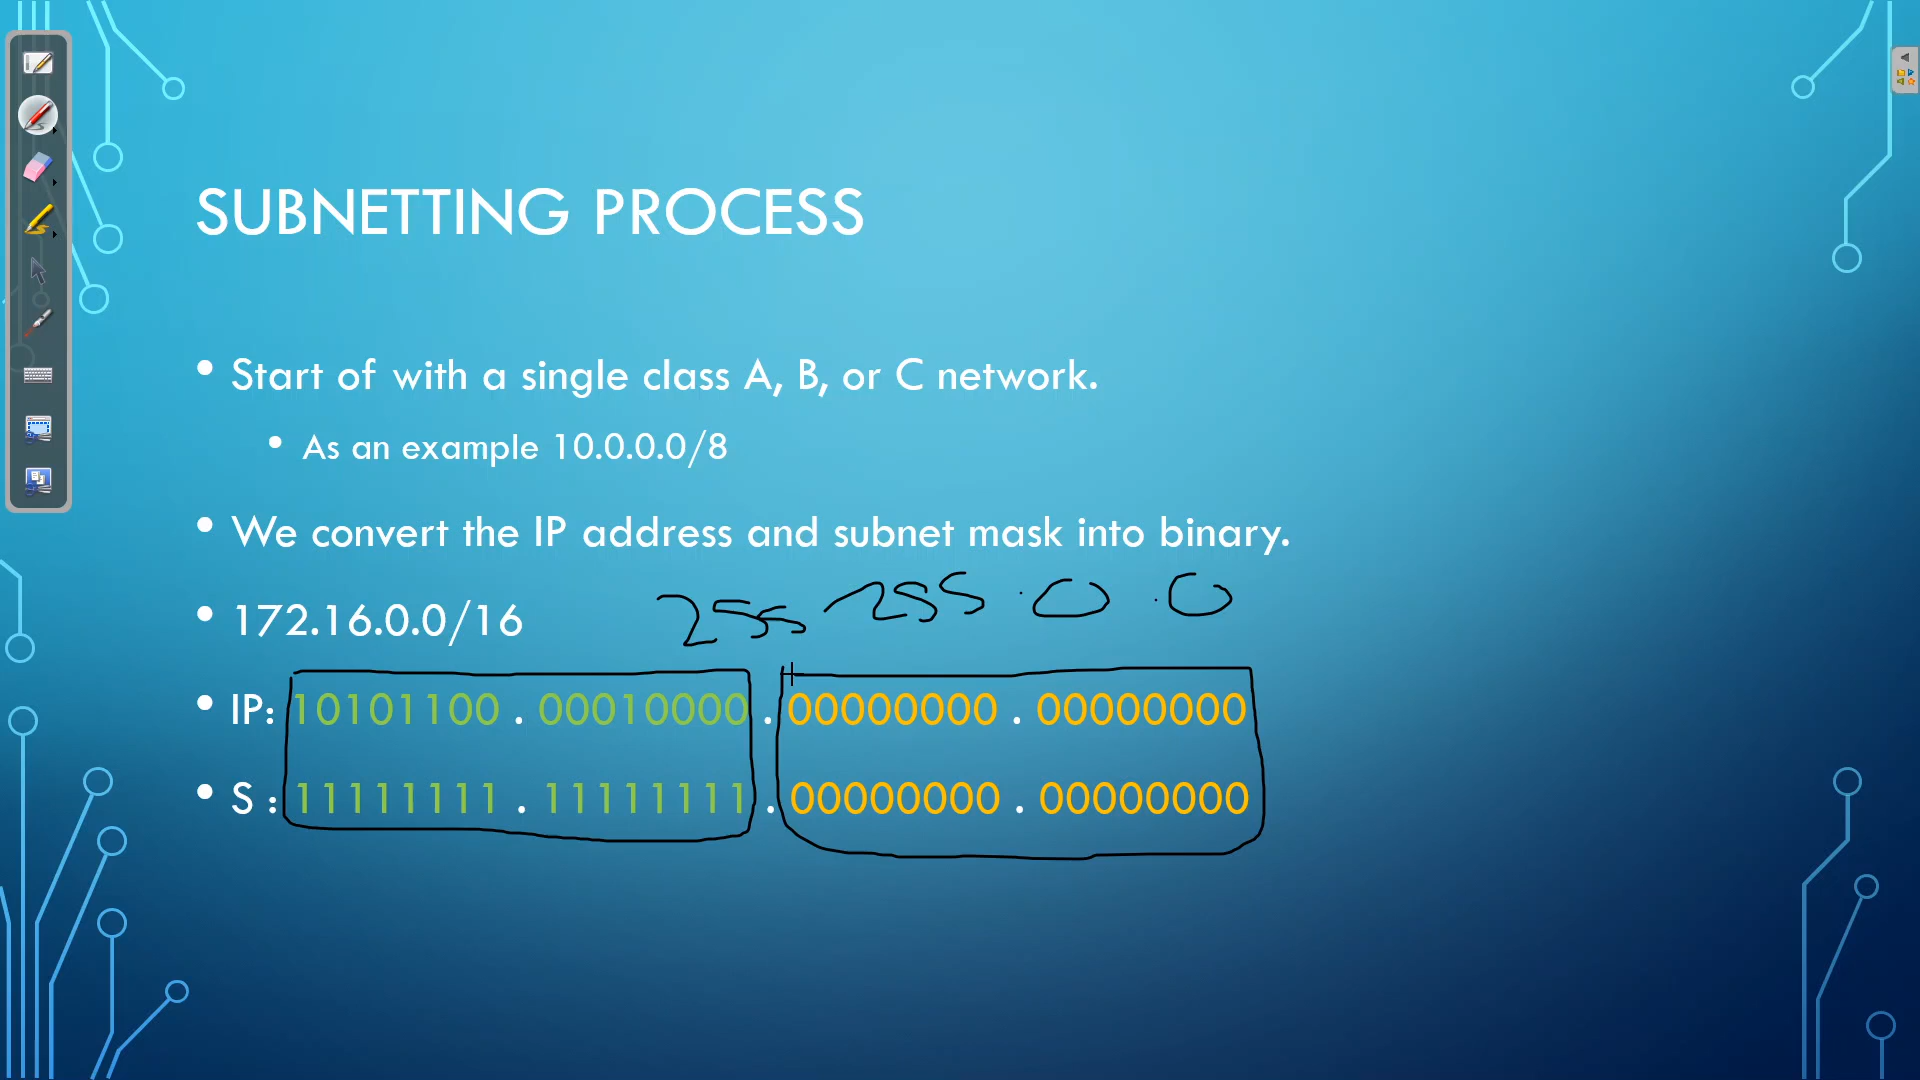 SUBNETTING PROCESS
• Start of with a single class A, B, or C network.
• As an example 10.0.0.0/8
• We convert the IP address and subnet mask into binary.
• 172.16.0.0/16
255 255 . 0 . 0
• IP: 10101100 . 00010000 . 00000000 . 00000000
• S : 11111111 . 11111111 . 00000000 . 00000000